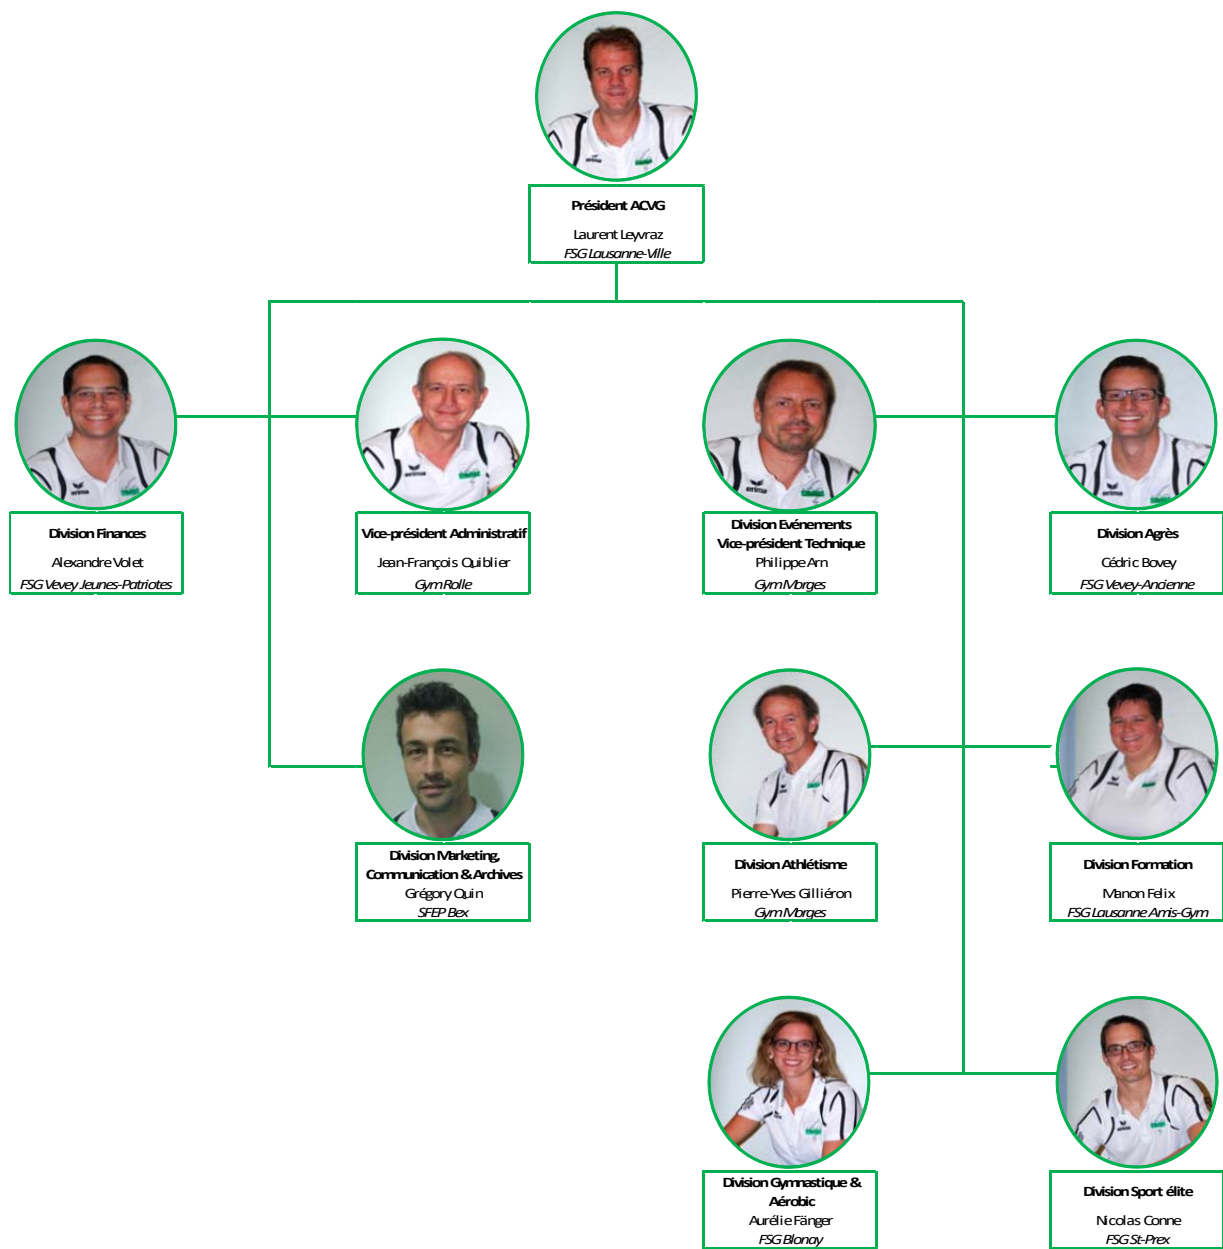 Président ACVG
Laurent Leyvraz
FSG Lausanne-Ville
Division Finances
Alexandre Volet
FSG Vevey Jeunes-Patriotes
Vice-président Administratif
Jean-François Quiblier
Gym Rolle
Division Evénements
Vice-président Technique
Philippe Arn
Gym Morges
Division Agrès
Cédric Bovey
FSG Vevey-Ancienne
Division Marketing,
Communication & Archives
Grégory Quin
SFEP Bex
Division Athlétisme
Pierre-Yves Gilliéron
Gym Morges
Division Formation
Manon Felix
FSG Lausanne Amis-Gym
Division Gymnastique &
Aérobic
Aurélie Fänger
FSG Blonay
Division Sport élite
Nicolas Conne
FSG St-Prex